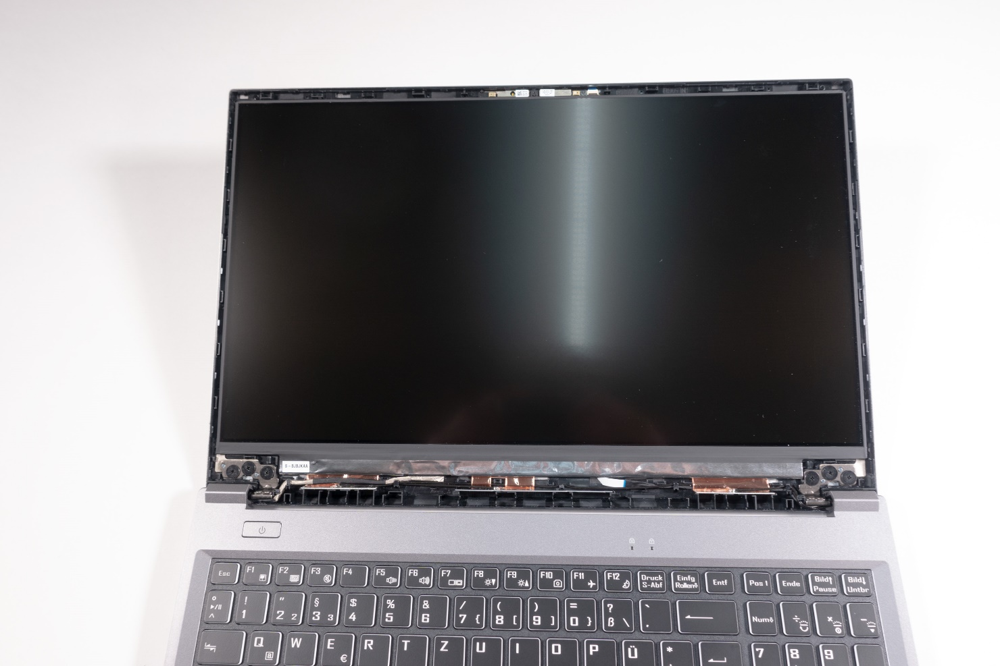 S-BJBJKAA
Esc F1 F2 F3 F4 F5 F6 F7 F8 F9 F10 F11 F12 Druck Einfg Entf Pos 1 Ende Bild↑ Bild↓
S-Abf Rollen Pause Untbr
° ! " § $ % & / ( ) = ? `
^ 1 2 2 3 3 4 5 6 7 { 8 [ 9 ] 0 } ß \ ´ Num ÷ × -
Q W E R T Z U I O P Ü * 7 8 9
@ €